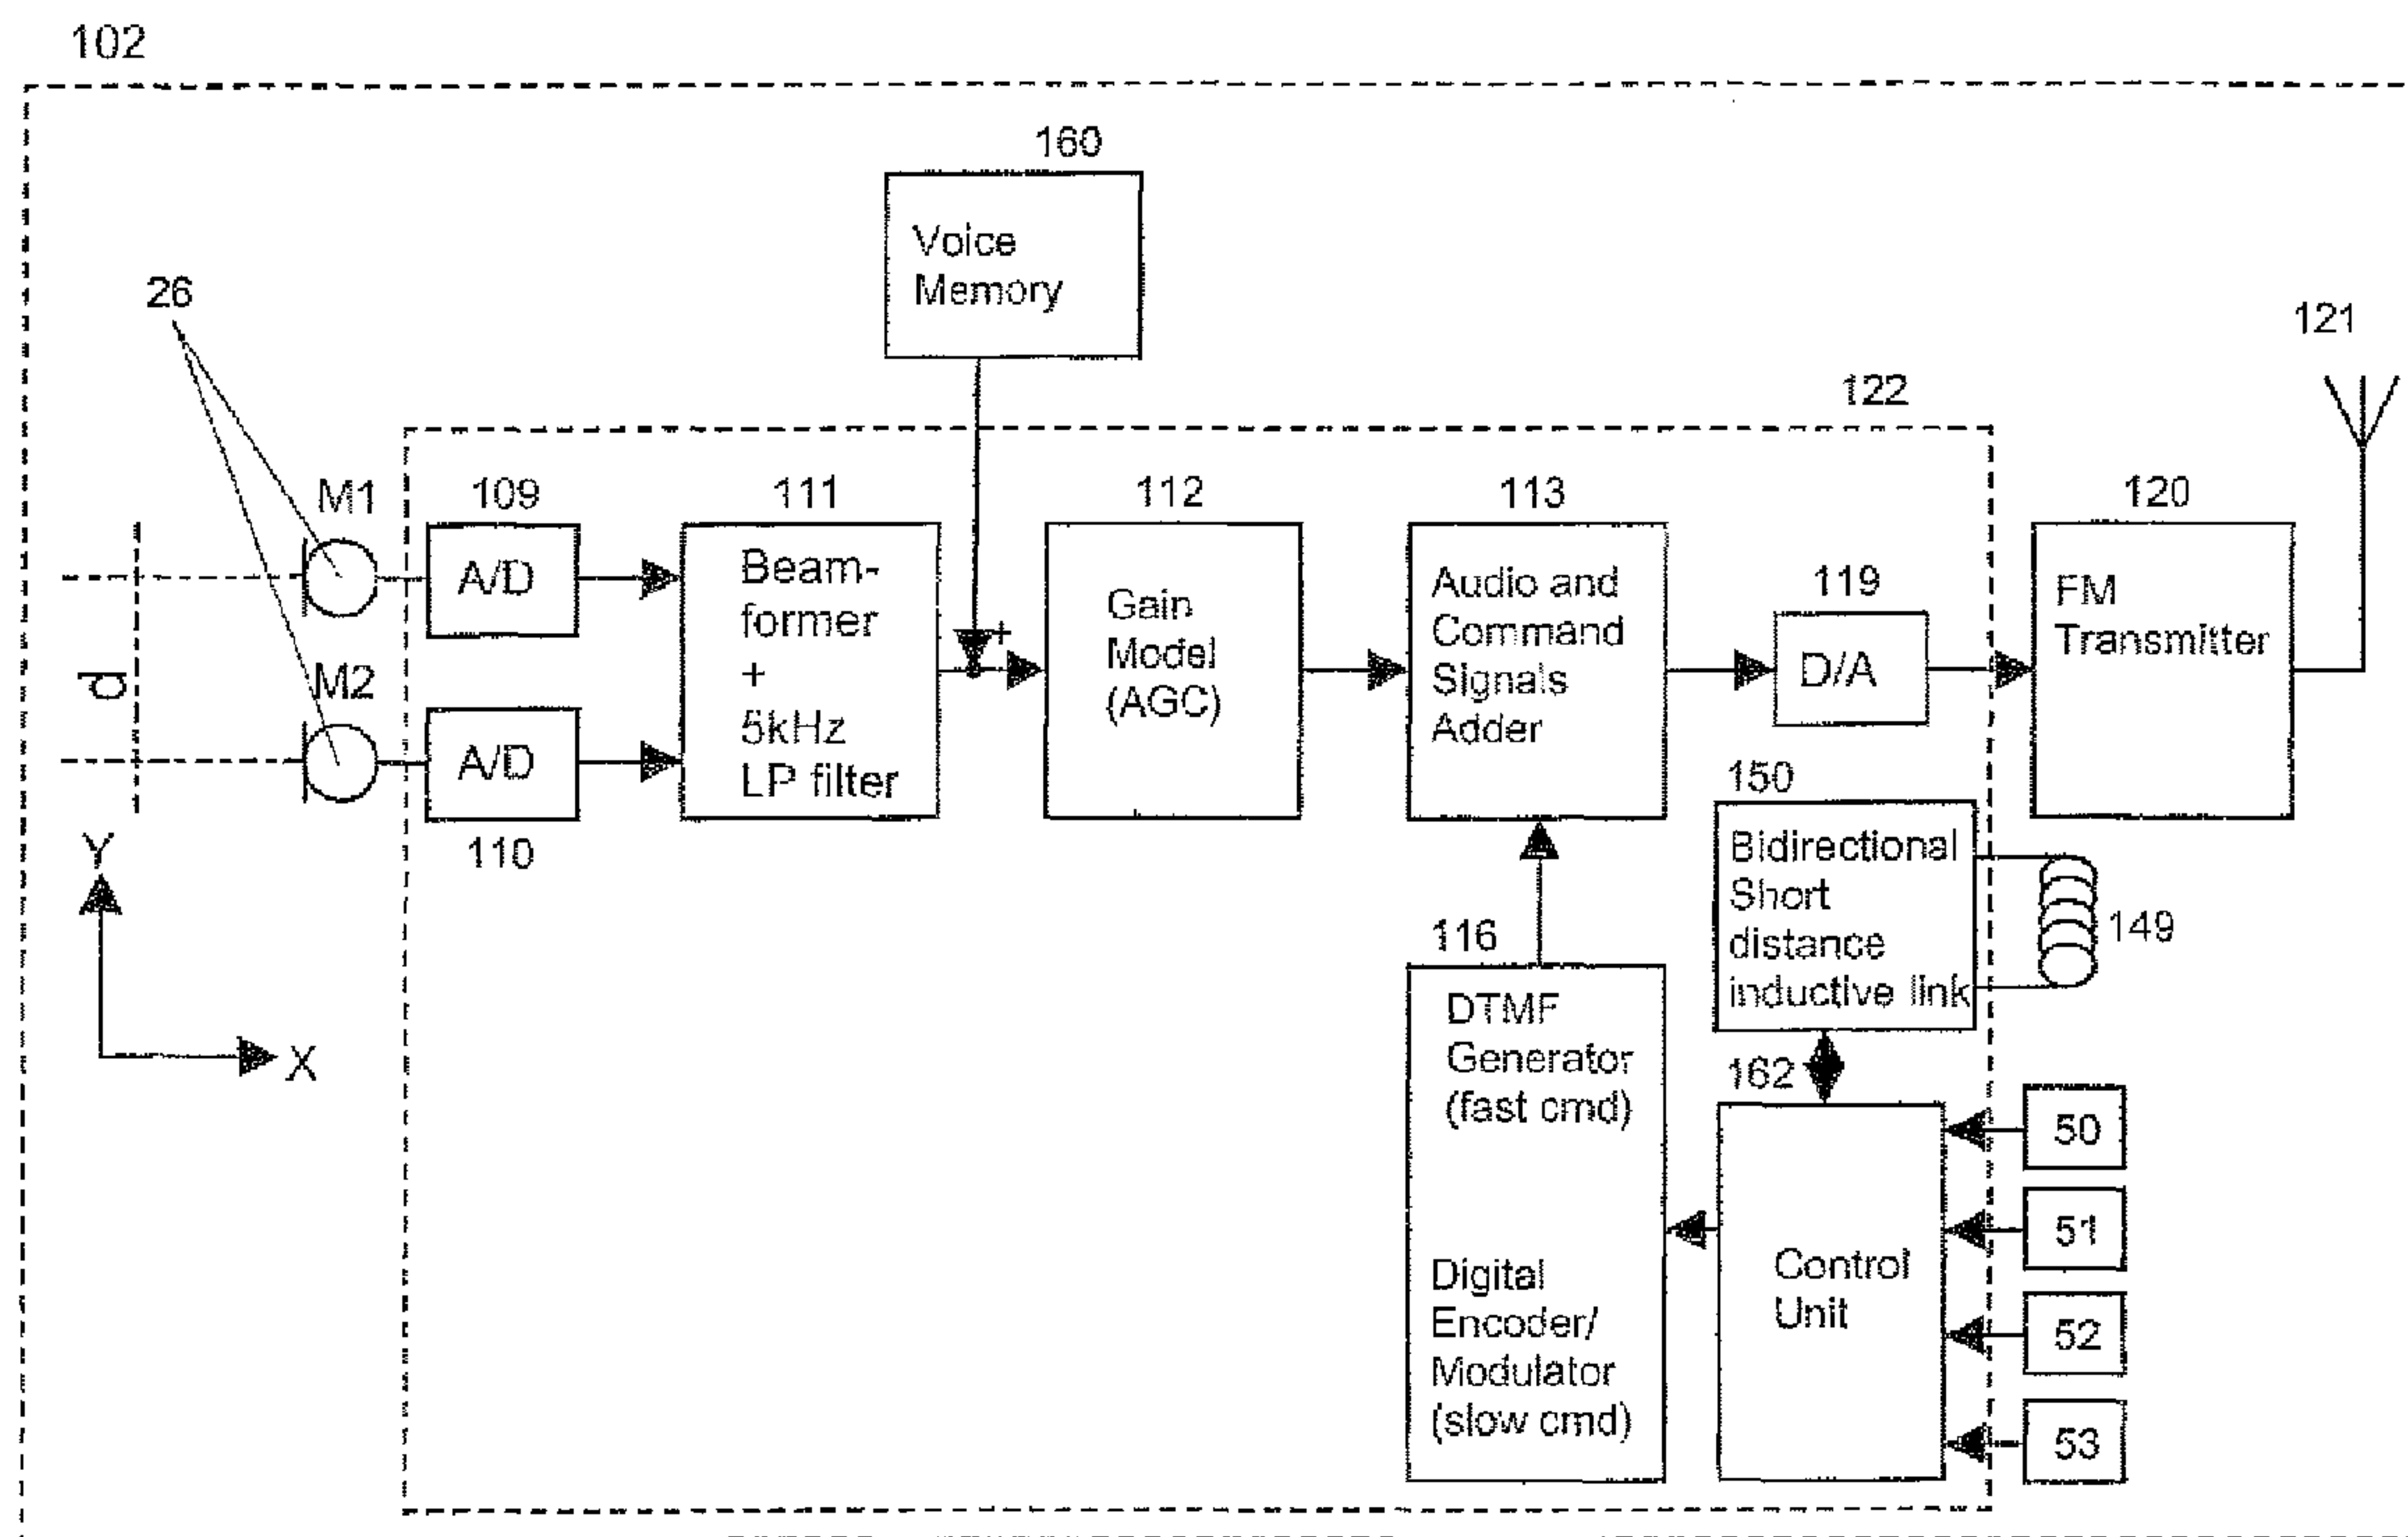 102
160
Voice
Memory
26
121
122
M1
109
111
112
113
120
A/D
Beam-
former
+
5kHz
LP filter
+
Gain
Model
(AGC)
Audio and
Command
Signals
Adder
119
D/A
FM
Transmitter
d
M2
A/D
110
150
Bidirectional
Short
distance
inductive link
149
Y
X
116
DTMF
Generator
(fast cmd)
Digital
Encoder/
Modulator
(slow cmd)
162
Control
Unit
50
51
52
53